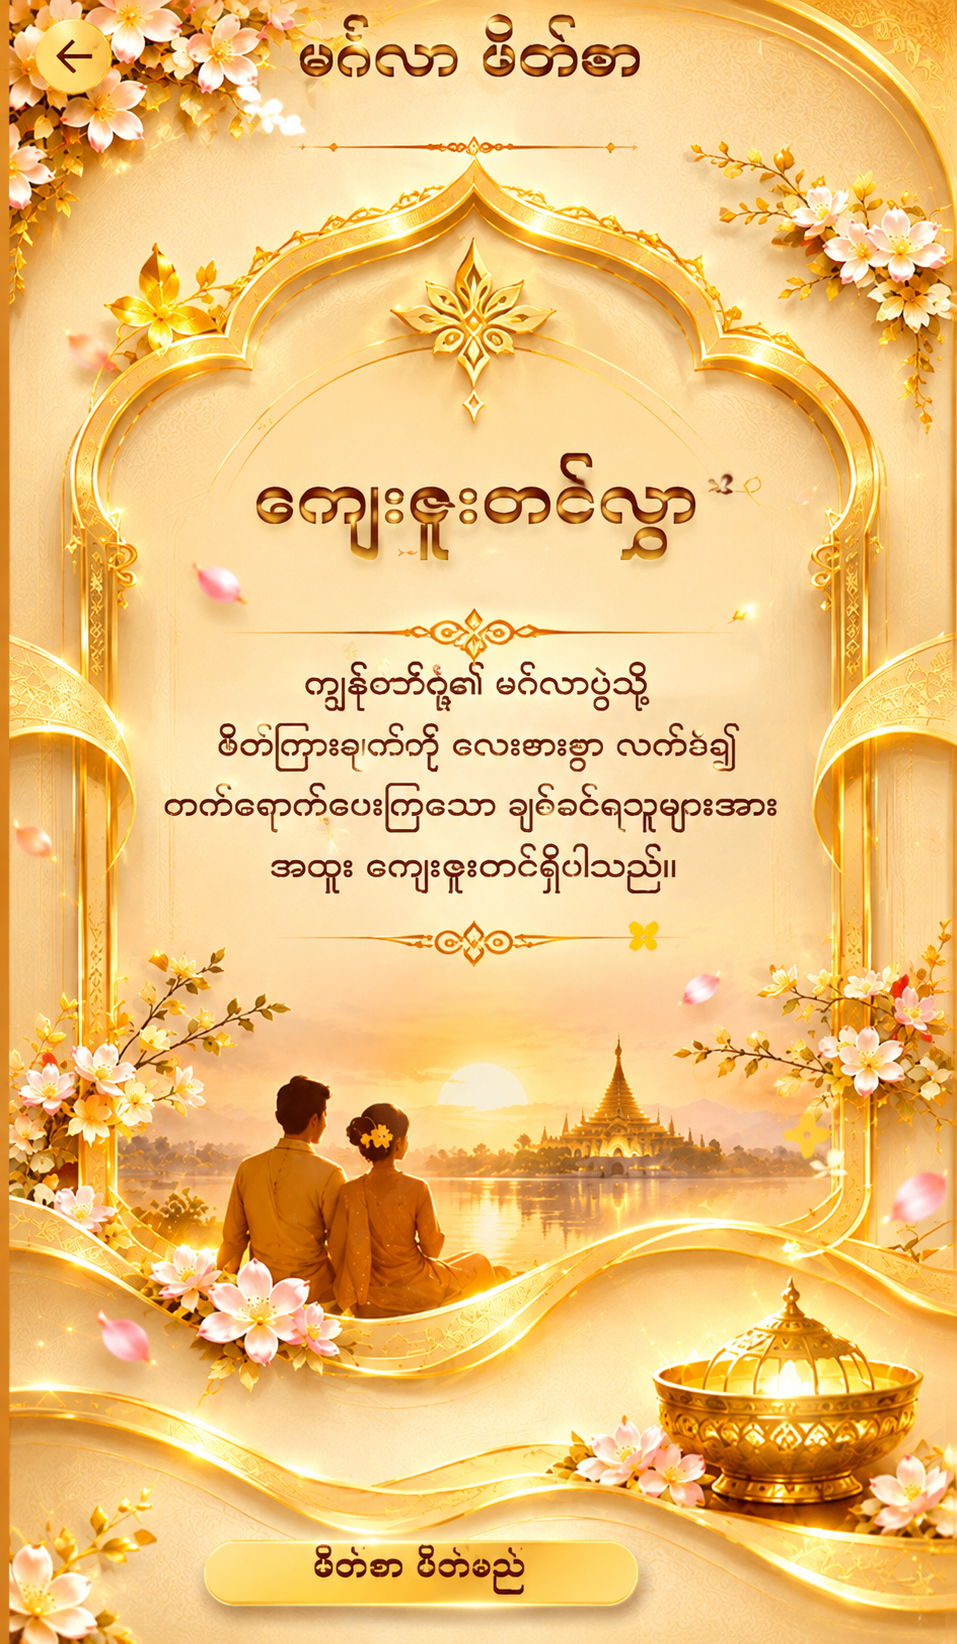 မင်္ဂလာ ဖိတ်စာ
ကျေးဇူးတင်လွှာ
ကျွန်တော်တို့၏ မင်္ဂလာပွဲသို့
ဖိတ်ကြားချက်ကို လေးစားစွာ လက်ခံ၍
တက်ရောက်ပေးကြသော ချစ်ခင်ရသူများအား
အထူး ကျေးဇူးတင်ရှိပါသည်။
ဖိတ်စာ ပိတ်မည်